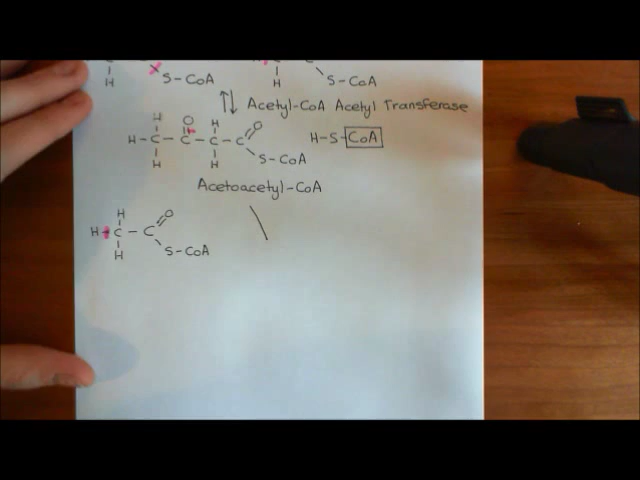 H S-CoA H S-CoA
Acetyl-CoA Acetyl Transferase
H O H O
H-C-C-C-C H-S-CoA
H H S-CoA
Acetoacetyl-CoA
H O
H-C-C
H S-CoA